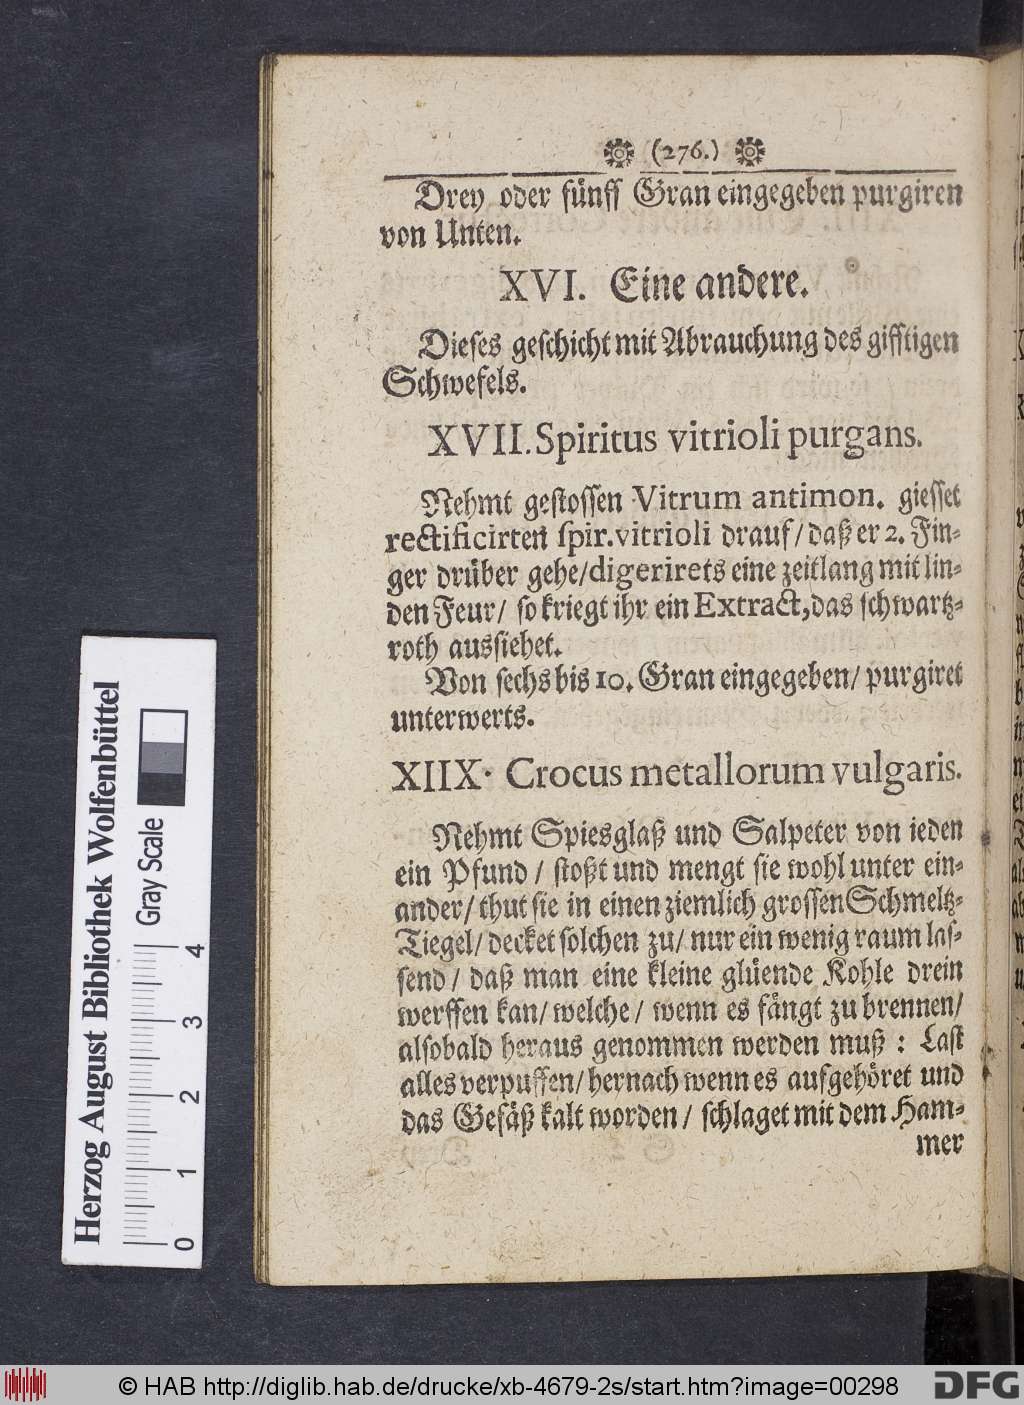 (276.)
Drey oder fünff Gran eingegeben purgiren
von Unten.
XVI. Eine andere.
Dieses geschicht mit Abrauchung des gifftigen
Schwefels.
XVII. Spiritus vitrioli purgans.
Nehmt gestossen Vitrum antimon. giesset
rectificirten spir. vitrioli drauf / daß er 2. Fin-
ger drüber gehe / digerirets eine zeitlang mit lin-
den Feur / so kriegt ihr ein Extract, das schwartz-
roth aussiehet.
Von sechs bis 10. Gran eingegeben / purgiret
unterwerts.
XIIX. Crocus metallorum vulgaris.
Nehmt Spiesglaß und Salpeter von ieden
ein Pfund / stoßt und mengt sie wohl unter ein-
ander / thut sie in einen ziemlich grossen Schmeltz-
Tiegel / decket solchen zu / nur ein wenig raum las-
send / daß man eine kleine glüende Kohle drein
werffen kan / welche / wenn es fängt zu brennen /
alsobald heraus genommen werden muß : Last
alles verpuffen / hernach wenn es aufgehöret und
das Gefäß kalt worden / schlaget mit dem Ham-
mer
Herzog August Bibliothek Wolfenbüttel
Gray Scale
0 1 2 3 4
© HAB http://diglib.hab.de/drucke/xb-4679-2s/start.htm?image=00298
DFG